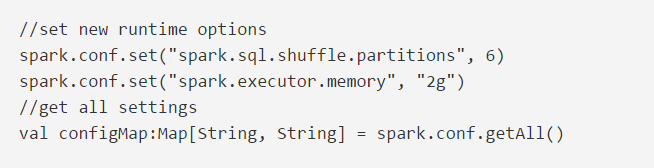 //set new runtime options
spark.conf.set("spark.sql.shuffle.partitions", 6)
spark.conf.set("spark.executor.memory", "2g")
//get all settings
val configMap:Map[String, String] = spark.conf.getAll()